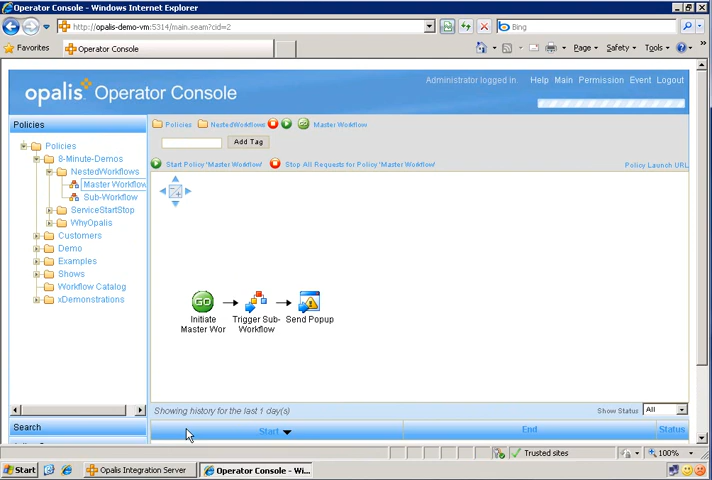 Operator Console - Windows Internet Explorer
http://opalis-demo-vm:5314/main.seam?cid=2
Bing
Favorites
Operator Console
Page
Safety
Tools
Administrator logged in.
Help
Main
Permission
Event
Logout
opalis Operator Console
Policies
Policies
NestedWorkflows
Master Workflow
Add Tag
Start Policy 'Master Workflow'
Stop All Requests for Policy 'Master Workflow'
Policy Launch URL
Policies
8-Minute-Demos
NestedWorkflows
Master Workflow
Sub-Workflow
ServiceStartStop
WhyOpalis
Customers
Demo
Examples
Shows
Workflow Catalog
xDemonstrations
GO
Initiate
Master Wor
Trigger Sub-
Workflow
Send Popup
Showing history for the last 1 day(s)
Show Status
All
Search
Start
End
Status
Trusted sites
100%
Start
Opalis Integration Server
Operator Console - Wi...